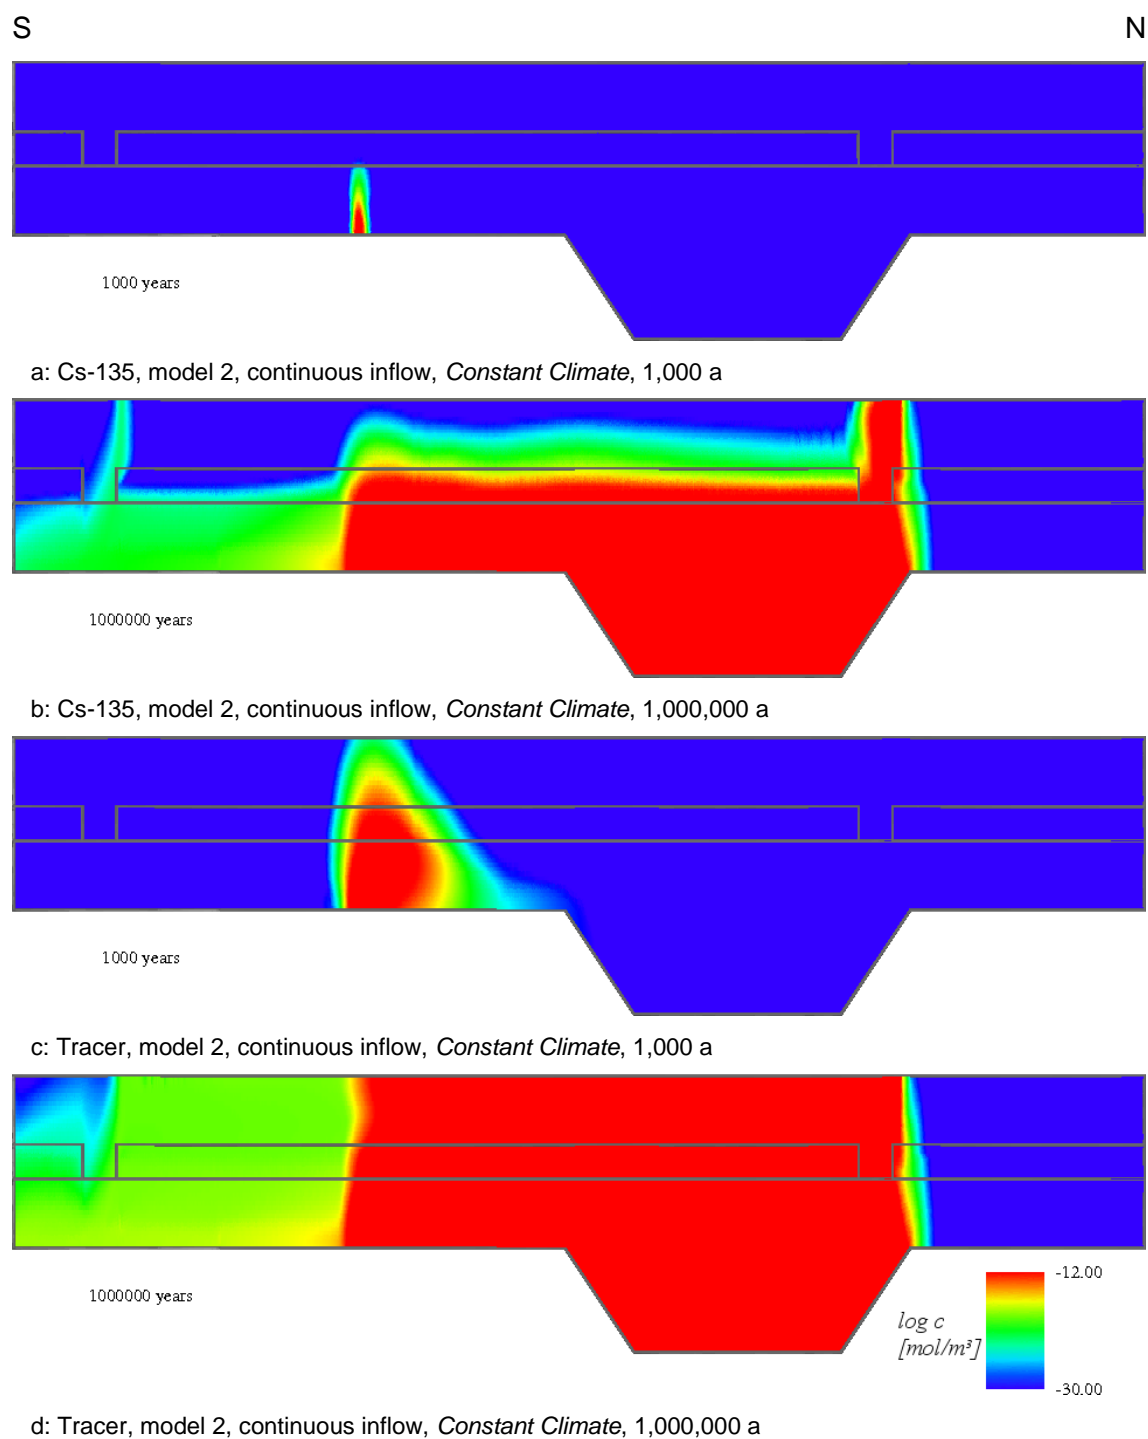 S N
1000 years
a: Cs-135, model 2, continuous inflow, Constant Climate, 1,000 a
1000000 years
b: Cs-135, model 2, continuous inflow, Constant Climate, 1,000,000 a
1000 years
c: Tracer, model 2, continuous inflow, Constant Climate, 1,000 a
1000000 years
-12.00
log c
[mol/m³]
-30.00
d: Tracer, model 2, continuous inflow, Constant Climate, 1,000,000 a